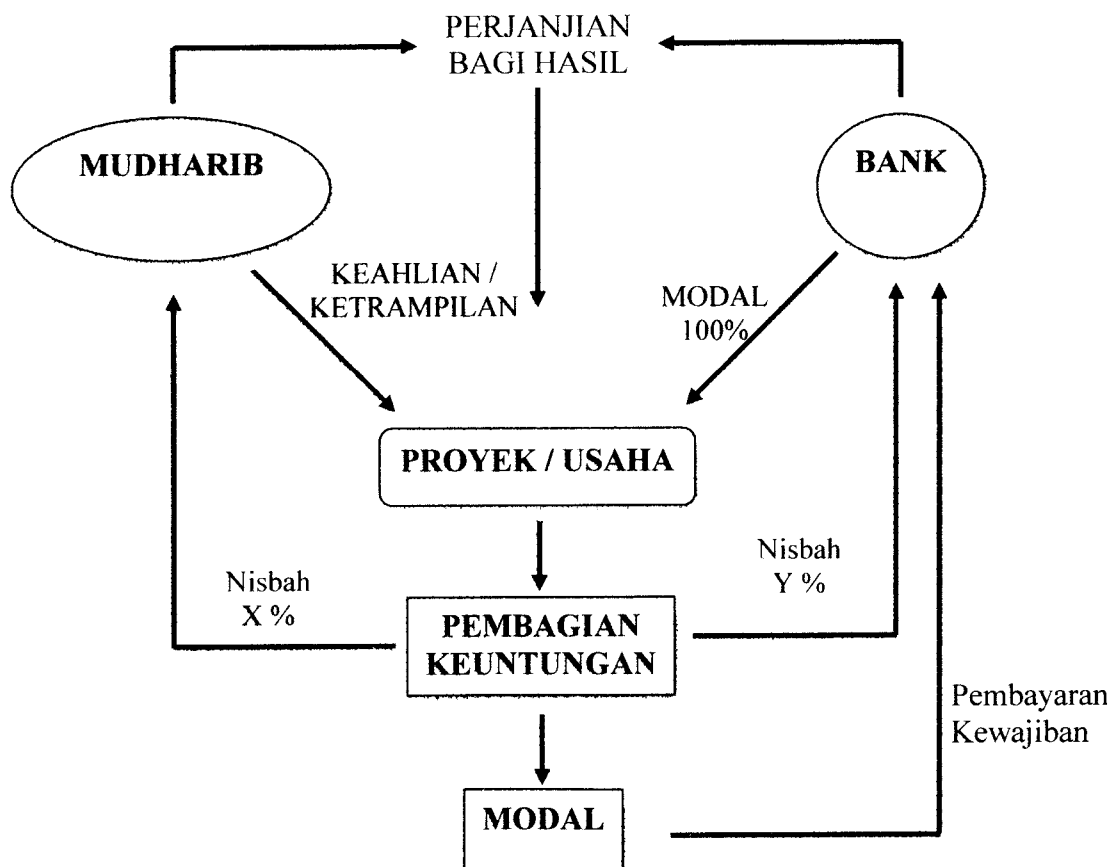 PERJANJIAN
BAGI HASIL
MUDHARIB
BANK
KEAHLIAN /
KETRAMPILAN
MODAL
100%
PROYEK / USAHA
Nisbah
X %
Nisbah
Y %
PEMBAGIAN
KEUNTUNGAN
Pembayaran
Kewajiban
MODAL